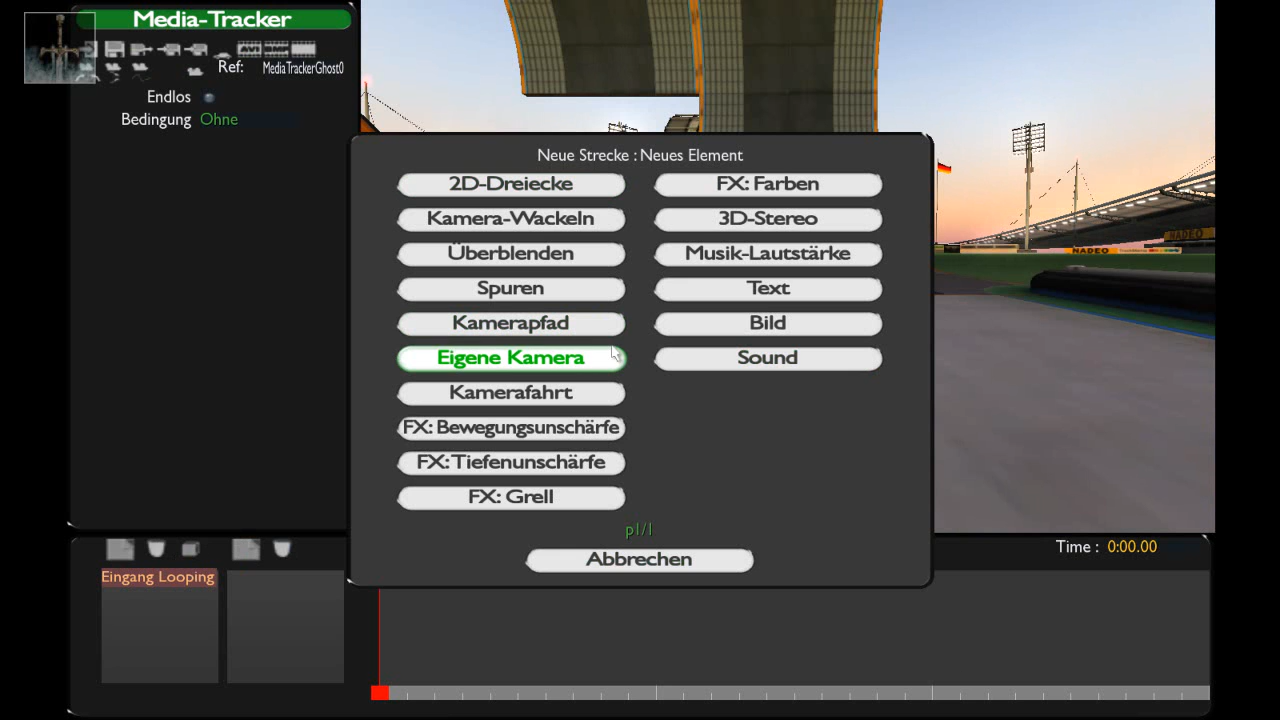 Media-Tracker
Ref: MediaTrackerGhost0
Endlos
Bedingung Ohne
Neue Strecke : Neues Element
2D-Dreiecke
Kamera-Wackeln
Überblenden
Spuren
Kamerapfad
Eigene Kamera
Kamerafahrt
FX: Bewegungsunschärfe
FX: Tiefenunschärfe
FX: Grell
FX: Farben
3D-Stereo
Musik-Lautstärke
Text
Bild
Sound
p1/1
Abbrechen
NADEO
NADEO
Time : 0:00.00
Eingang Looping